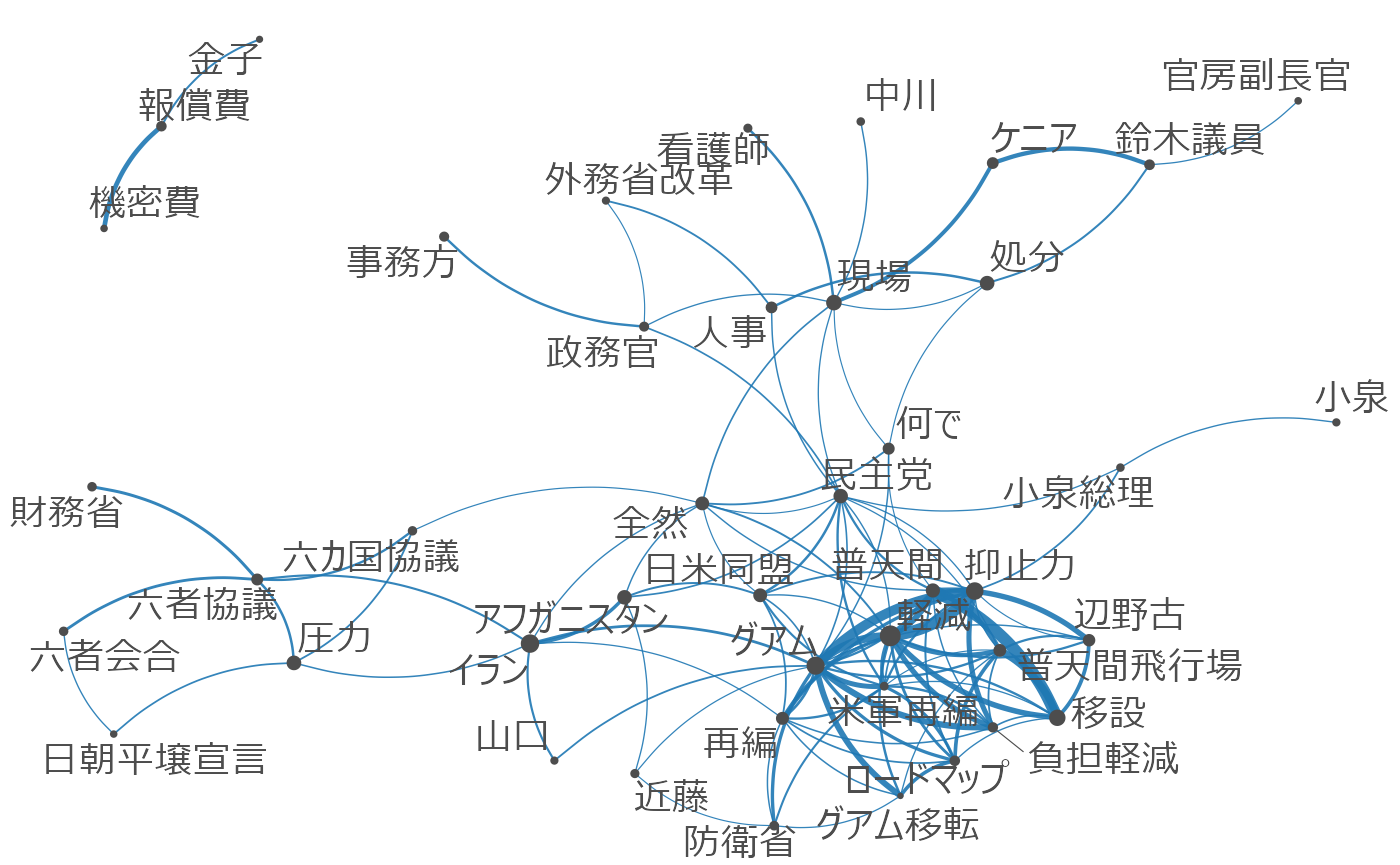 金子
官房副長官
中川
報償費
ケニア
鈴木議員
看護師
外務省改革
機密費
事務方
処分
現場
人事
政務官
小泉
何で
民主党
小泉総理
財務省
全然
六カ国協議
日米同盟
普天間
抑止力
六者協議
アフガニスタン
軽減
辺野古
圧力
グアム
六者会合
イラン
普天間飛行場
米軍再編
移設
山口
再編
日朝平壌宣言
負担軽減
ロードマップ
近藤
グアム移転
防衛省